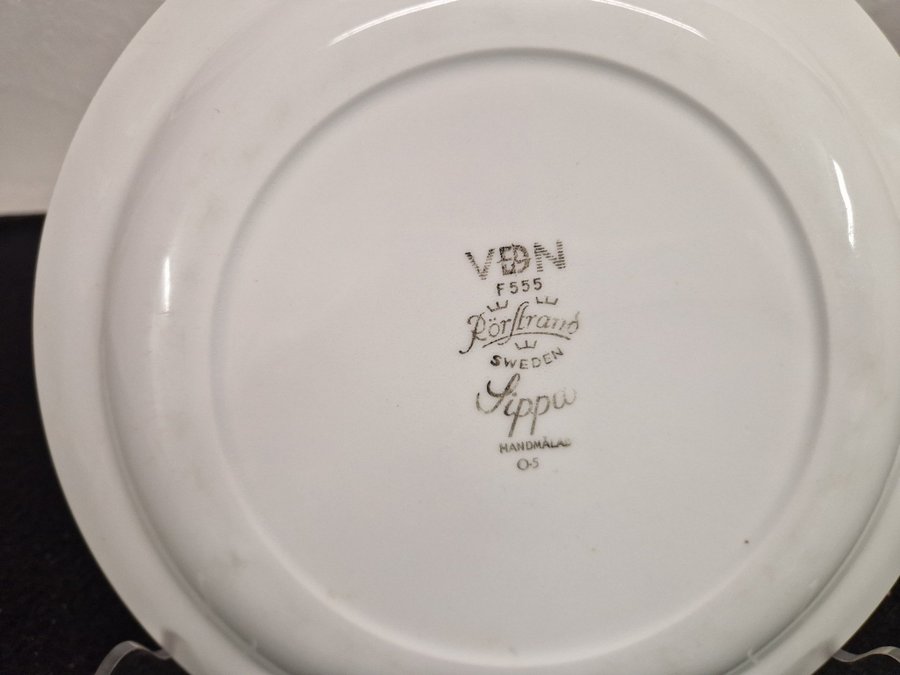 VDN
F555
Rörstrand
SWEDEN
Sippa
HANDMÅLAD
O·5